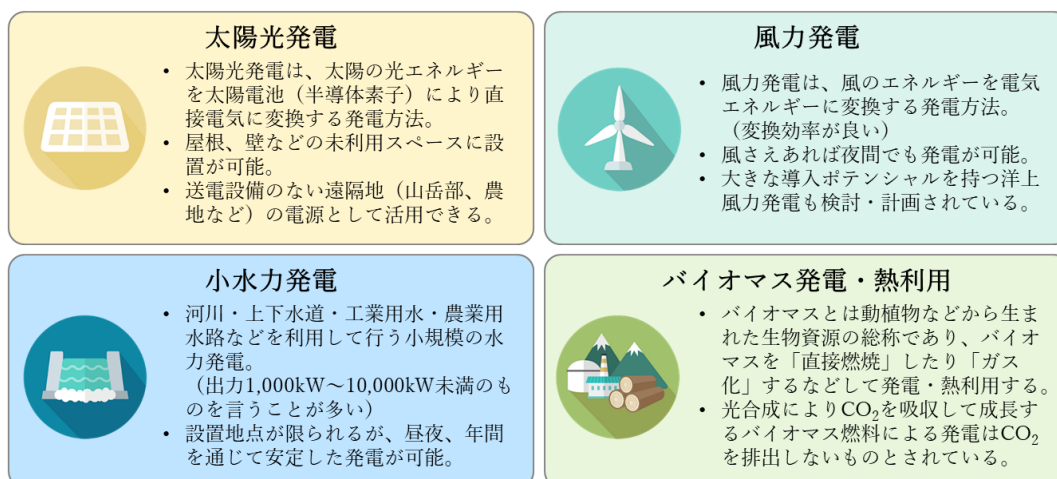 太陽光発電
• 太陽光発電は、太陽の光エネルギー
を太陽電池（半導体素子）により直
接電気に変換する発電方法。
• 屋根、壁などの未利用スペースに設
置が可能。
• 送電設備のない遠隔地（山岳部、農
地など）の電源として活用できる。
風力発電
• 風力発電は、風のエネルギーを電気
エネルギーに変換する発電方法。
（変換効率が良い）
• 風さえあれば夜間でも発電が可能。
• 大きな導入ポテンシャルを持つ洋上
風力発電も検討・計画されている。
小水力発電
• 河川・上下水道・工業用水・農業用
水路などを利用して行う小規模の水
力発電。
（出力1,000kW～10,000kW未満のも
のを言うことが多い）
• 設置地点が限られるが、昼夜、年間
を通じて安定した発電が可能。
バイオマス発電・熱利用
• バイオマスとは動植物などから生ま
れた生物資源の総称であり、バイオ
マスを「直接燃焼」したり「ガス
化」するなどして発電・熱利用する。
• 光合成によりCO₂を吸収して成長す
るバイオマス燃料による発電はCO₂
を排出しないものとされている。